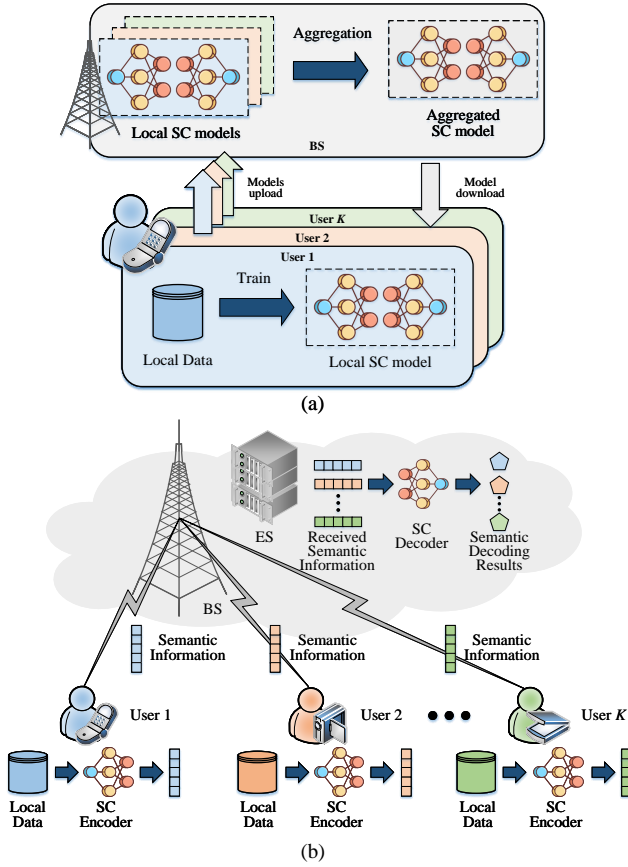 Aggregation
Local SC models
Aggregated
SC model
BS
Models
upload
Model
download
User K
User 2
User 1
Train
Local Data
Local SC model
(a)
ES
Received
Semantic
Information
SC
Decoder
Semantic
Decoding
Results
BS
Semantic
Information
Semantic
Information
Semantic
Information
User 1
User 2
User K
Local
Data
SC
Encoder
Local
Data
SC
Encoder
Local
Data
SC
Encoder
(b)